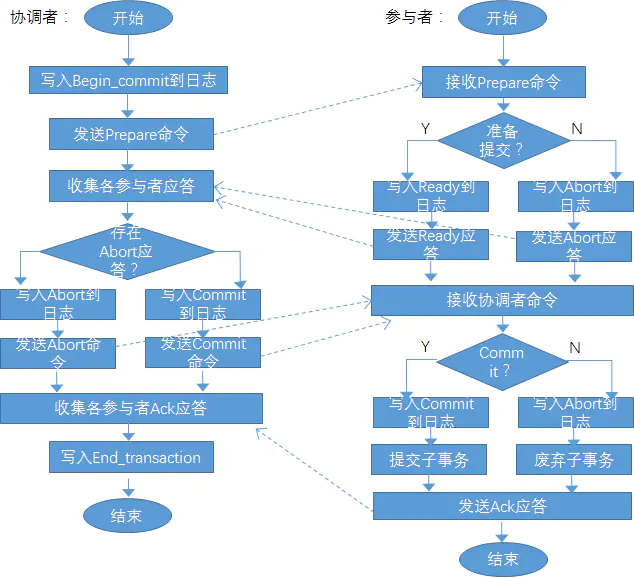 协调者：
开始
写入Begin_commit到日志
发送Prepare命令
收集各参与者应答
存在
Abort应
答？
写入Abort到
日志
写入Commit
到日志
发送Abort命
令
发送Commit
命令
收集各参与者Ack应答
写入End_transaction
结束
参与者：
开始
接收Prepare命令
准备
提交？
Y
N
写入Ready到
日志
写入Abort到
日志
发送Ready应
答
发送Abort应
答
接收协调者命令
Comm
it？
Y
N
写入Commit
到日志
写入Abort到
日志
提交子事务
废弃子事务
发送Ack应答
结束